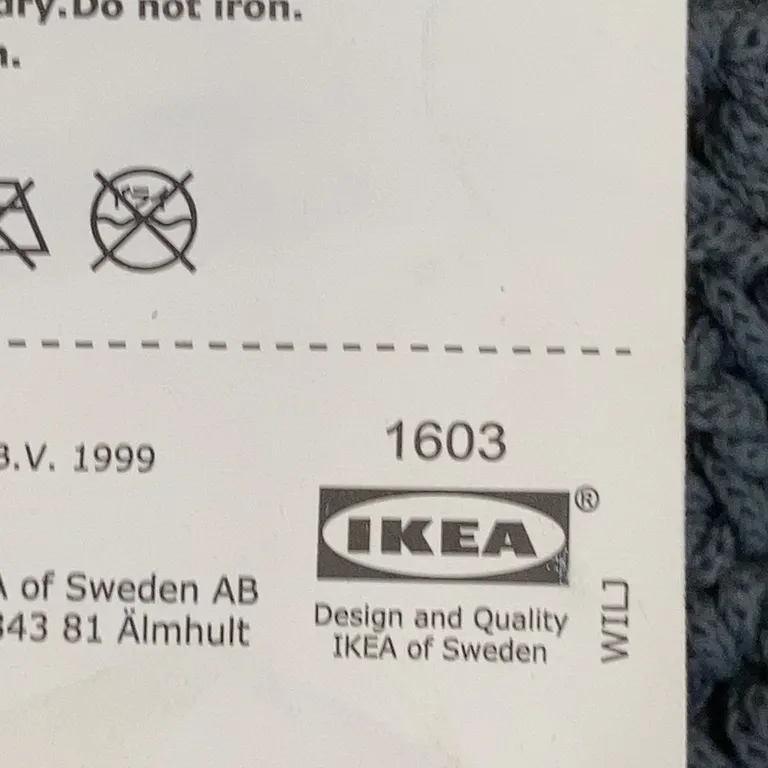 Do not iron.
1603
B.V. 1999
IKEA®
of Sweden AB
343 81 Älmhult
Design and Quality
IKEA of Sweden
WILJ